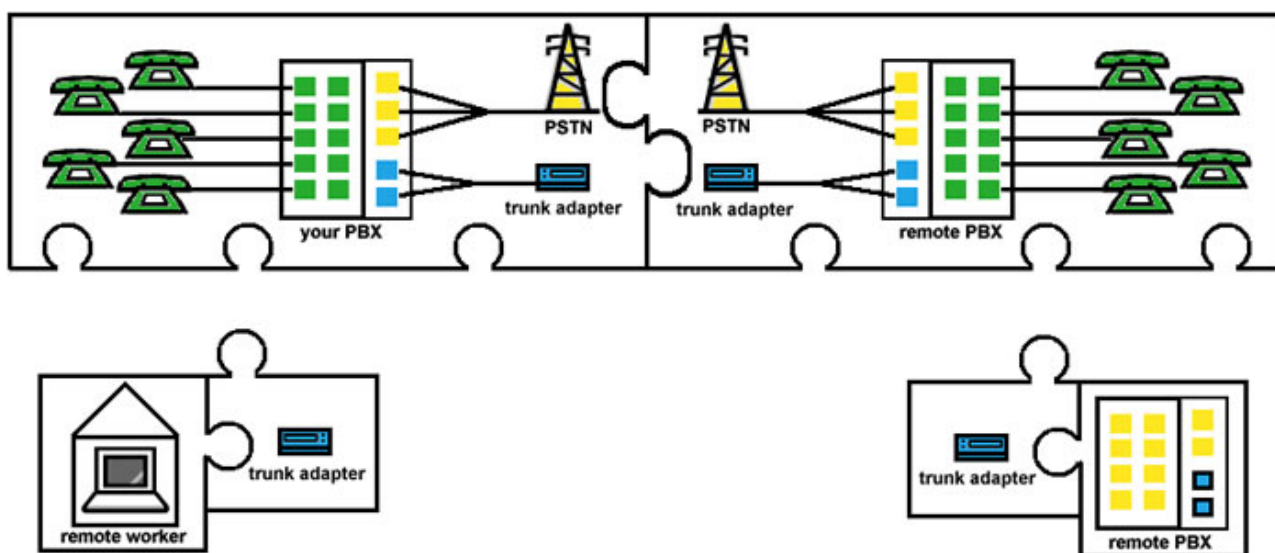 PSTN
PSTN
trunk adapter
trunk adapter
your PBX
remote PBX
trunk adapter
trunk adapter
remote worker
remote PBX